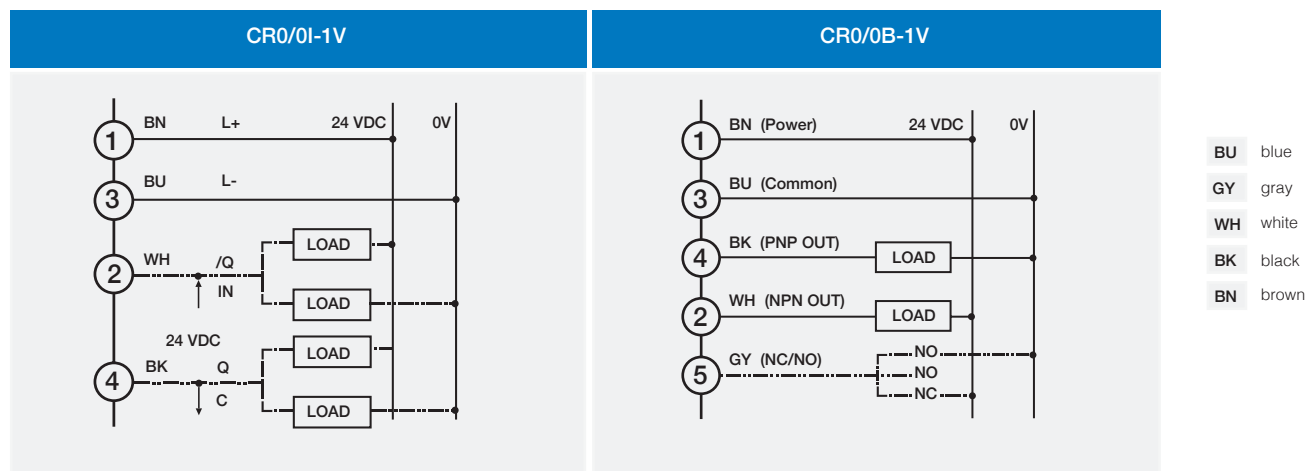 CR0/0I-1V
CR0/0B-1V
1 BN L+ 24 VDC 0V
3 BU L-
LOAD
2 WH /Q
IN
LOAD
24 VDC
LOAD
4 BK Q
C
LOAD
1 BN (Power) 24 VDC 0V
3 BU (Common)
4 BK (PNP OUT) LOAD
2 WH (NPN OUT) LOAD
5 GY (NC/NO) NO
NO
NC
BU blue
GY gray
WH white
BK black
BN brown